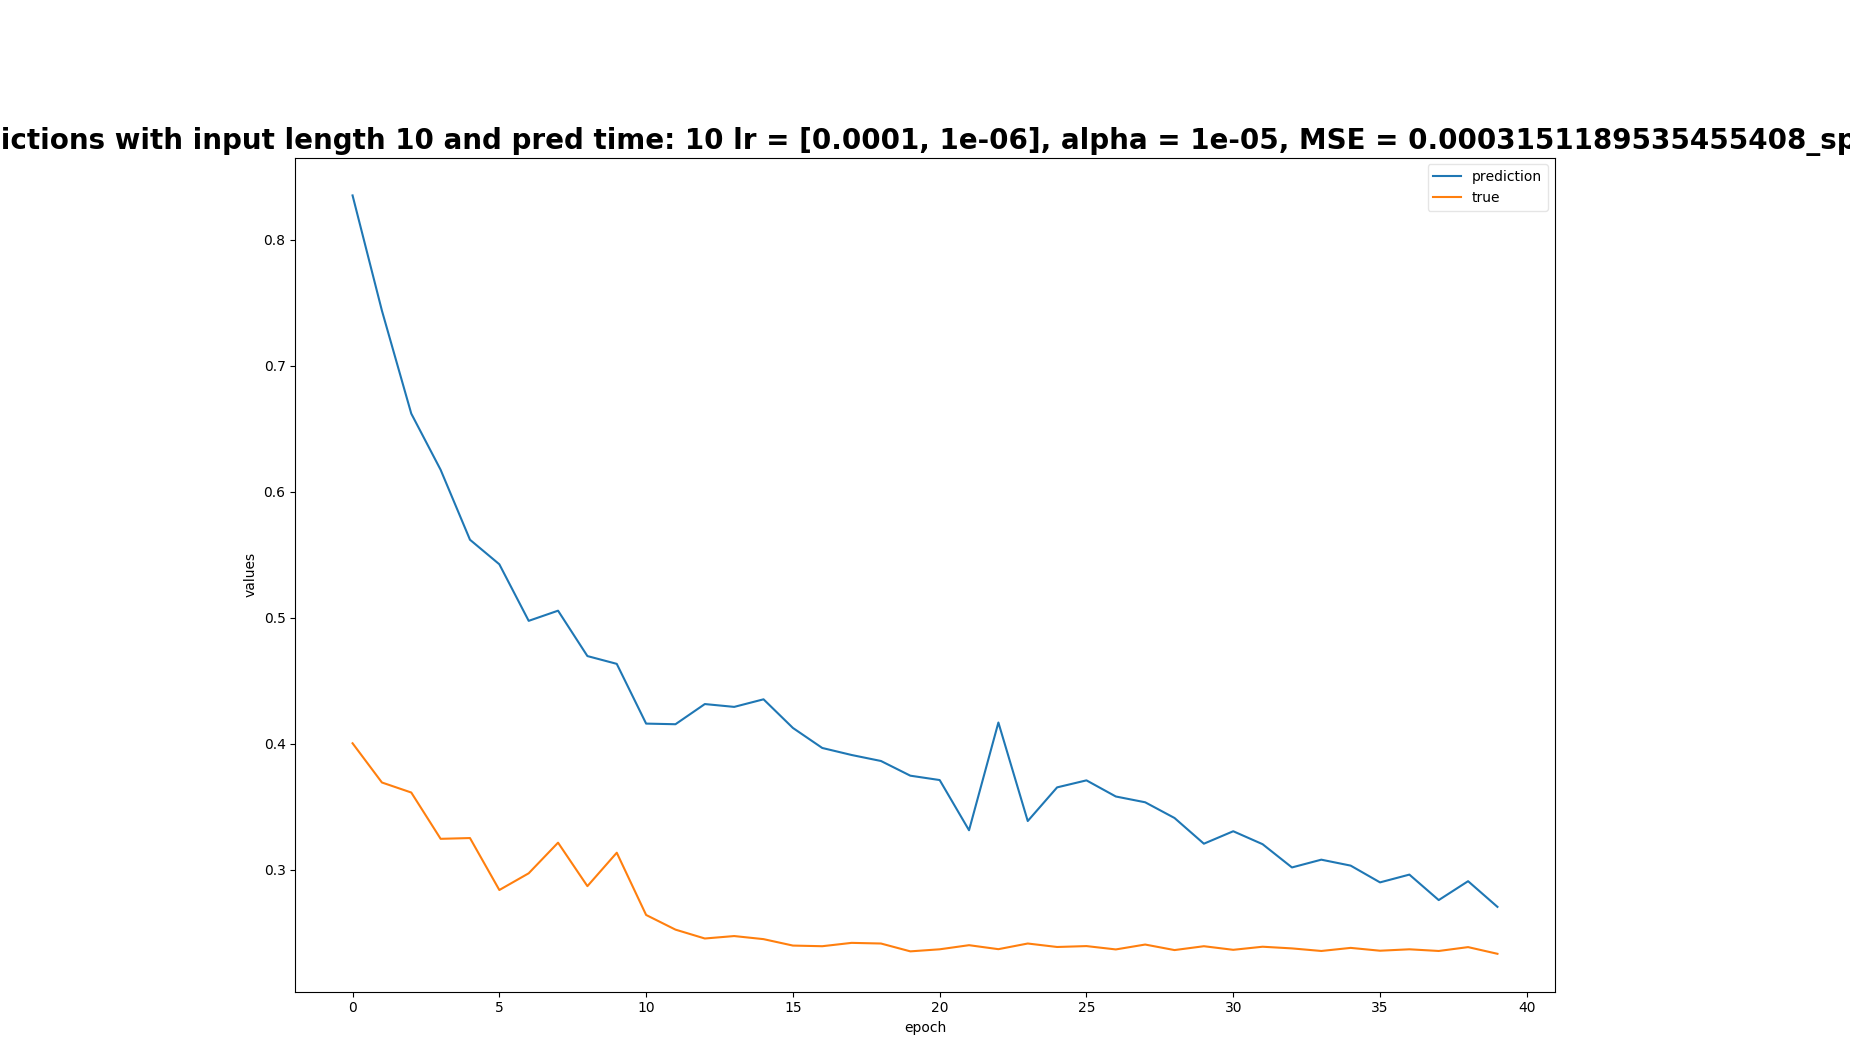 ictions with input length 10 and pred time: 10 lr = [0.0001, 1e-06], alpha = 1e-05, MSE = 0.0003151189535455408_sp
prediction
true
0.8
0.7
0.6
0.5
0.4
0.3
values
0 5 10 15 20 25 30 35 40
epoch